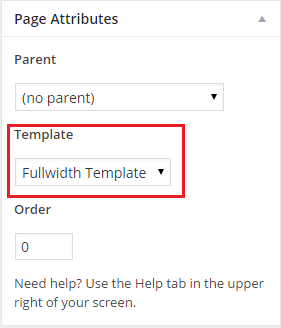 Page Attributes
Parent
(no parent)
Template
Fullwidth Template
Order
0
Need help? Use the Help tab in the upper
right of your screen.